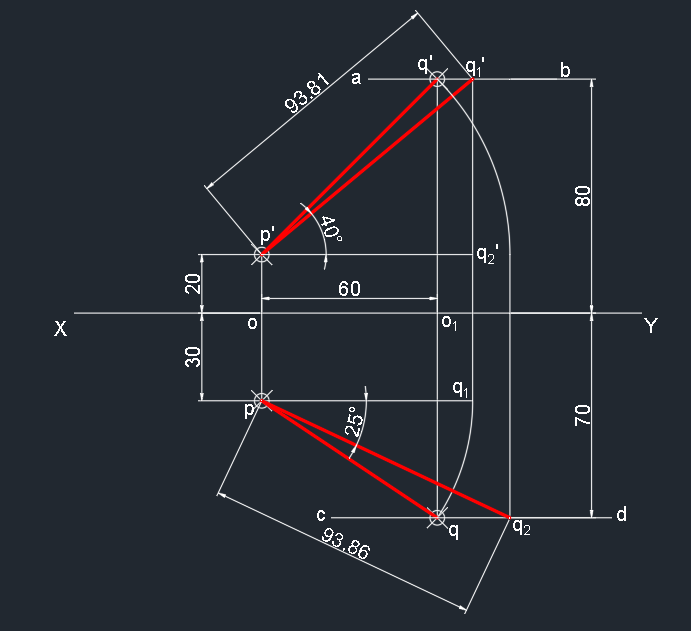 q'
q₁'
a
b
93.81
40°
80
p'
q₂'
20
60
X
o
o₁
Y
30
q₁
p
25°
70
c
q
q₂
d
93.86